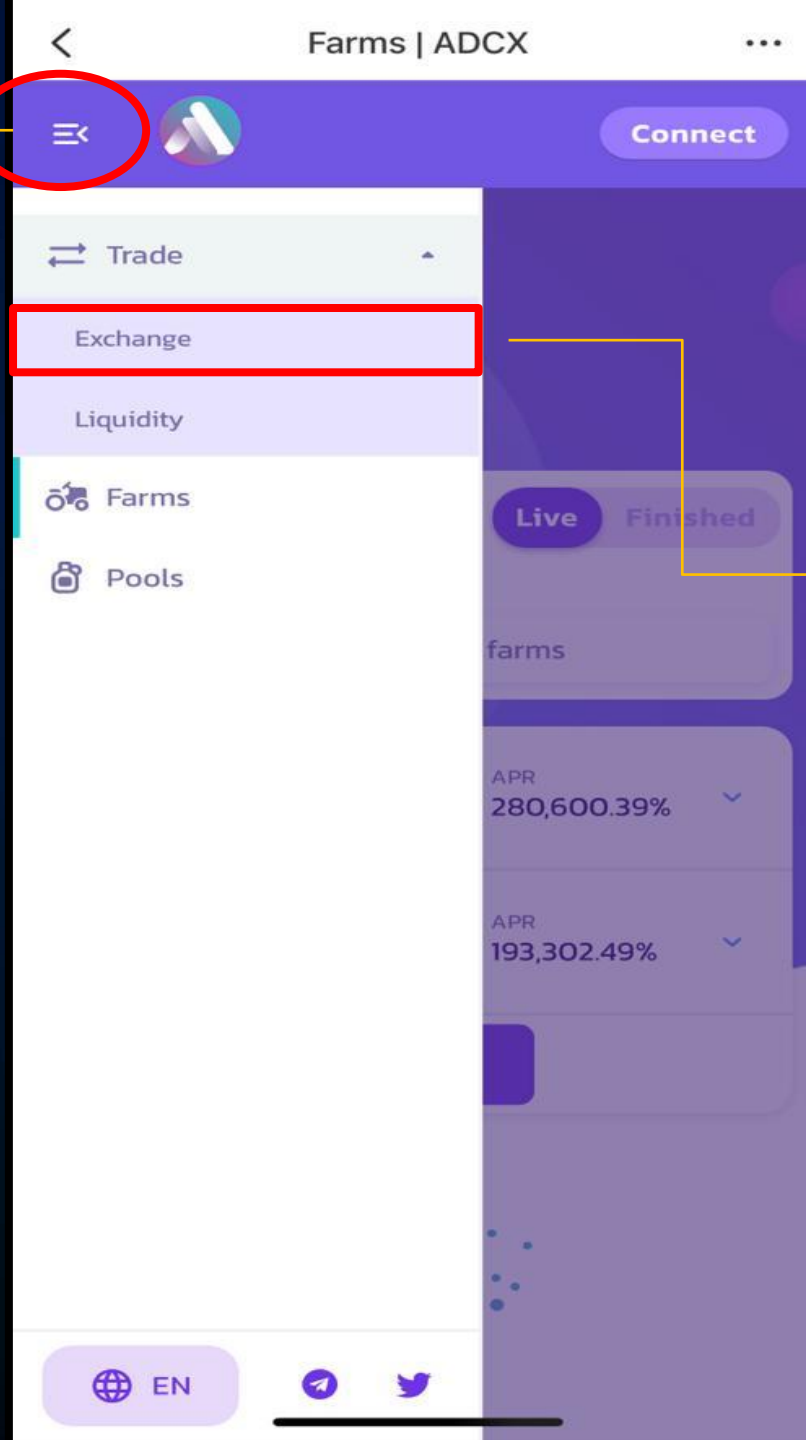 Farms | ADCX
Connect
Trade
Exchange
Liquidity
Farms
Live Finished
Pools
farms
APR
280,600.39%
APR
193,302.49%
EN